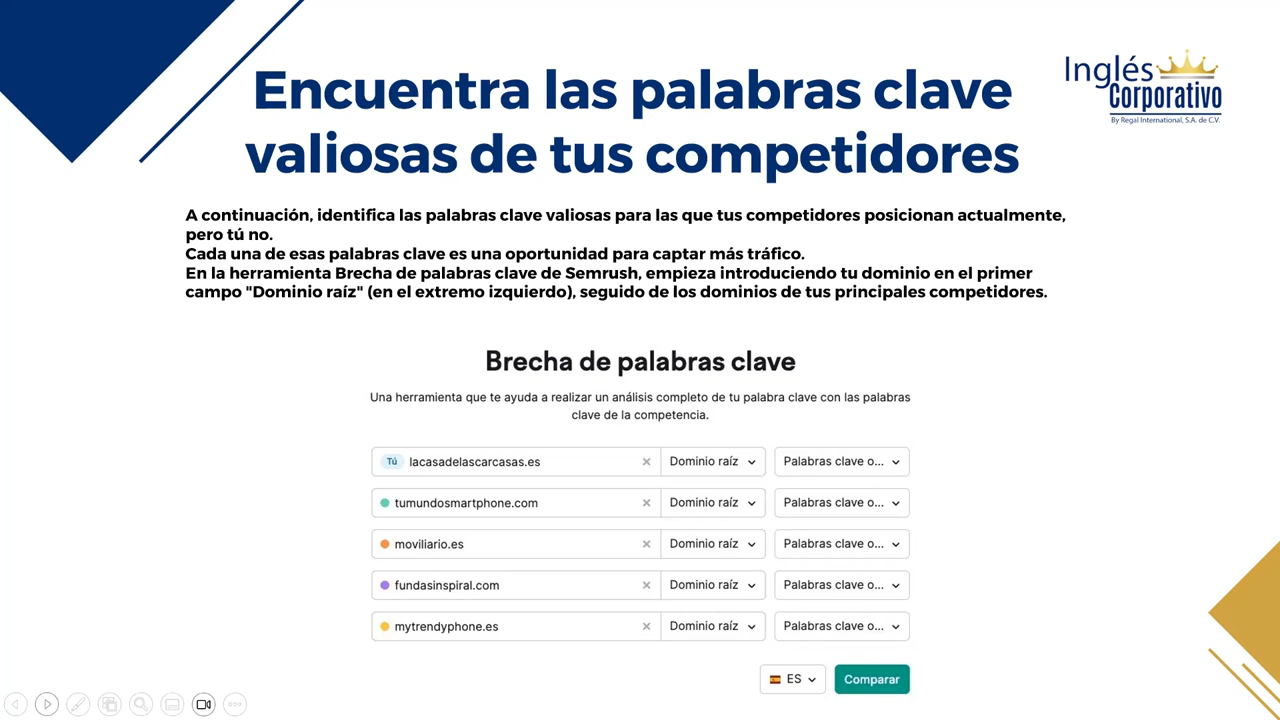 Encuentra las palabras clave
valiosas de tus competidores
Inglés
Corporativo
By Regal International, S.A. de C.V.
A continuación, identifica las palabras clave valiosas para las que tus competidores posicionan actualmente,
pero tú no.
Cada una de esas palabras clave es una oportunidad para captar más tráfico.
En la herramienta Brecha de palabras clave de Semrush, empieza introduciendo tu dominio en el primer
campo "Dominio raíz" (en el extremo izquierdo), seguido de los dominios de tus principales competidores.
Brecha de palabras clave
Una herramienta que te ayuda a realizar un análisis completo de tu palabra clave con las palabras
clave de la competencia.
Tú lacasadelascarcasas.es Dominio raíz Palabras clave o...
tumundosmartphone.com Dominio raíz Palabras clave o...
moviliario.es Dominio raíz Palabras clave o...
fundasinspiral.com Dominio raíz Palabras clave o...
mytrendyphone.es Dominio raíz Palabras clave o...
ES Comparar